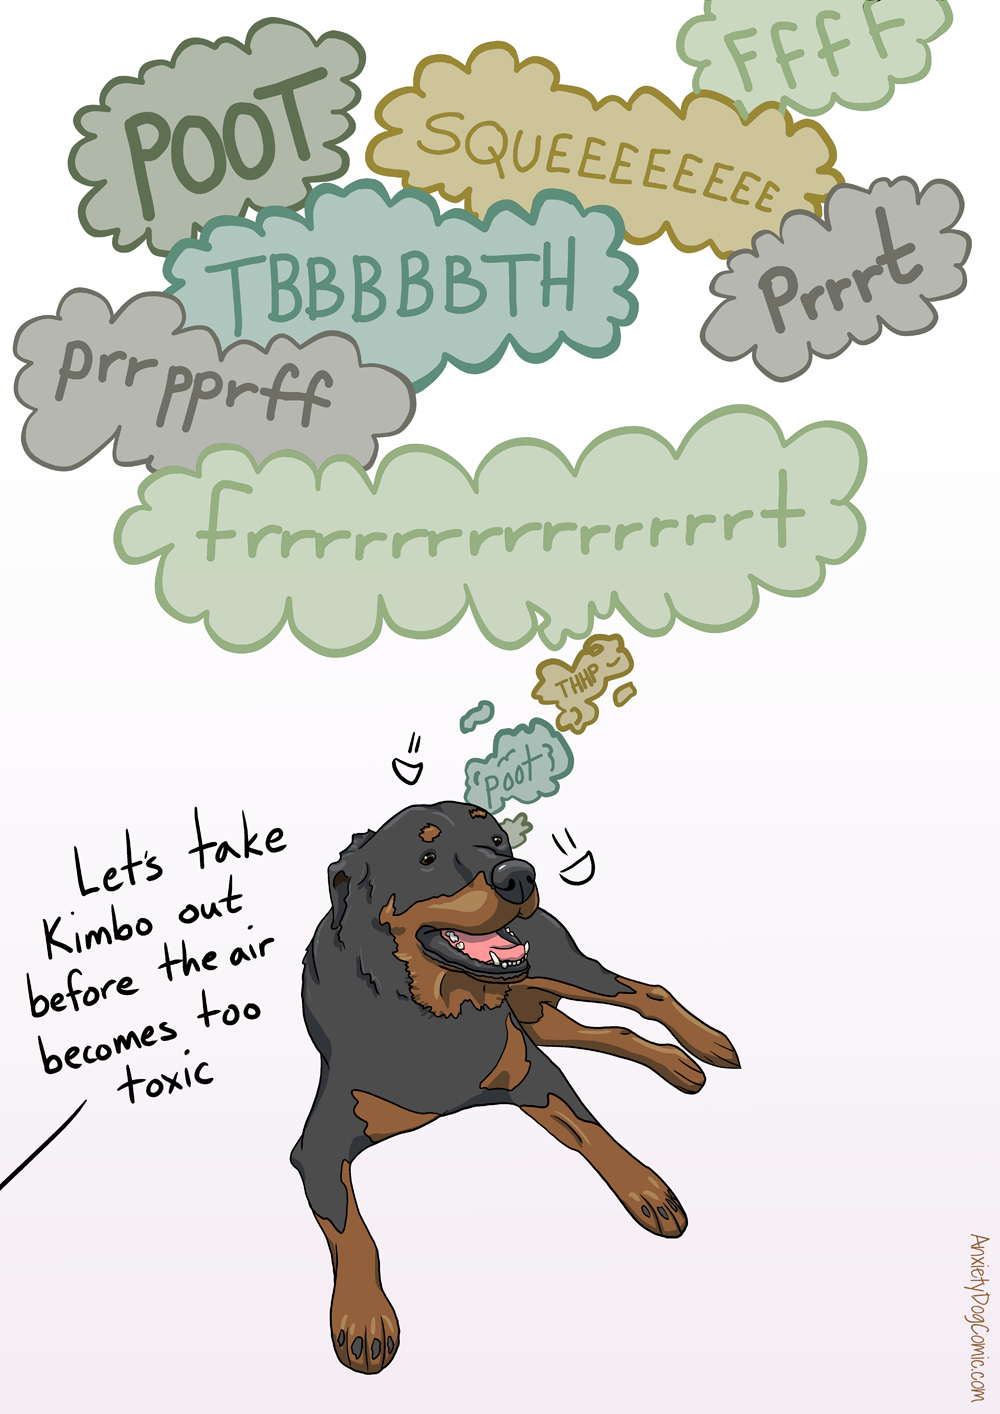 FffF
POOT
SQUEEEEEEEE
TBBBBBTH
Prrrt
prrpprff
frrrrrrrrrrrrrrt
THHP
poot
Let's take
Kimbo out
before the air
becomes too
toxic
AnxietyDogComic.com